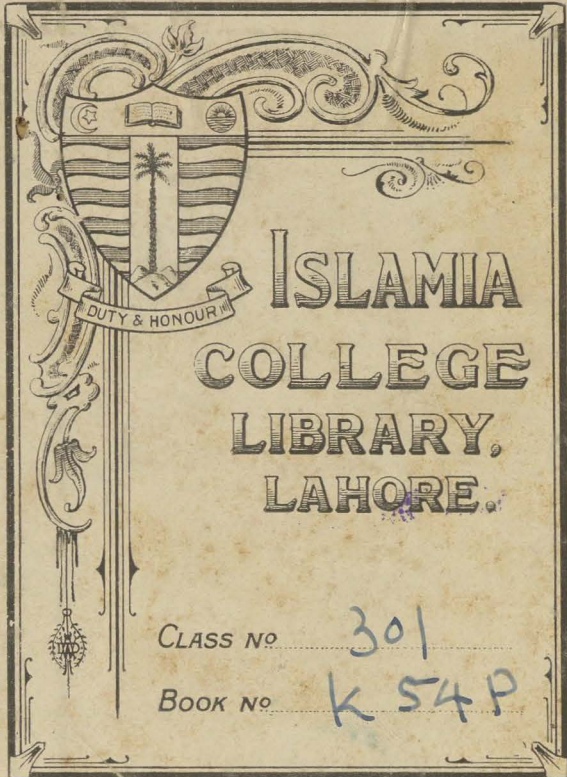 DUTY & HONOUR
ISLAMIA
COLLEGE
LIBRARY,
LAHORE.
CLASS Nº 301
BOOK Nº K 54 P